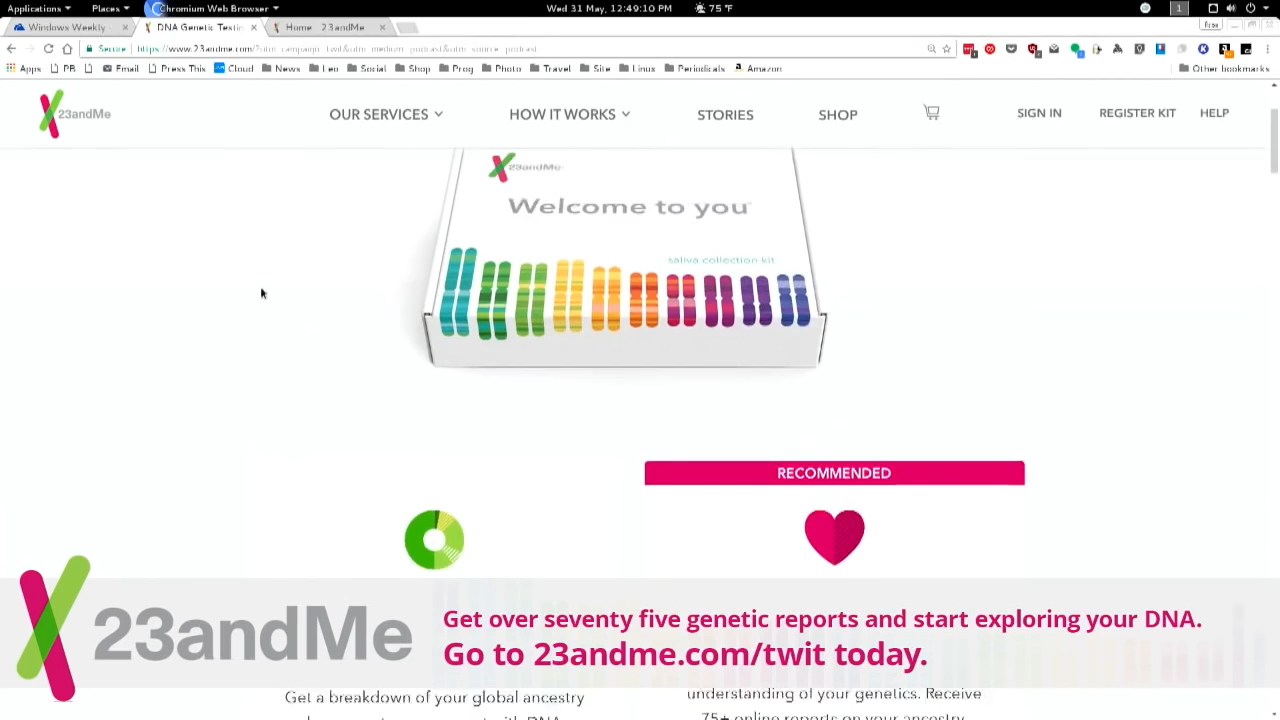 Applications Places Chromium Web Browser Wed 31 May, 12:49:10 PM 75 °F 1
Windows Weekly DNA Genetic Testin Home - 23andMe
Secure https://www.23andme.com/?utm_campaign=twit&utm_medium=podcast&utm_source=podcast
Apps PB Email Press This Cloud News Leo Social Shop Prog Photo Travel Site Linux Periodicals Amazon Other bookmarks
23andMe OUR SERVICES HOW IT WORKS STORIES SHOP SIGN IN REGISTER KIT HELP
23andMe
Welcome to you
saliva collection kit
RECOMMENDED
23andMe
Get over seventy five genetic reports and start exploring your DNA.
Go to 23andme.com/twit today.
Get a breakdown of your global ancestry
understanding of your genetics. Receive
75+ online reports on your ancestry